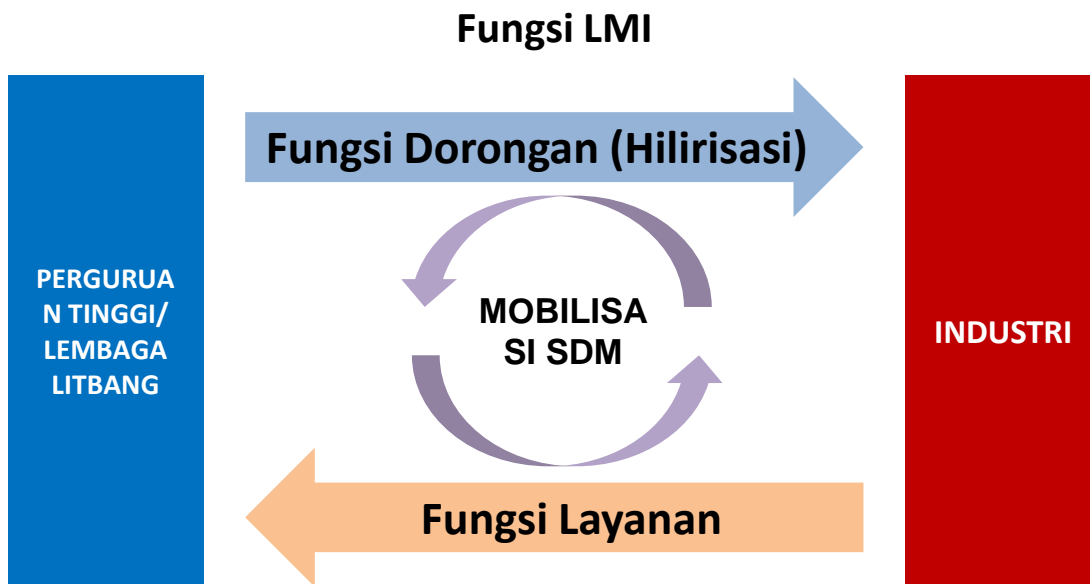 Fungsi LMI
Fungsi Dorongan (Hilirisasi)
PERGURUA
N TINGGI/
LEMBAGA
LITBANG
MOBILISA
SI SDM
INDUSTRI
Fungsi Layanan